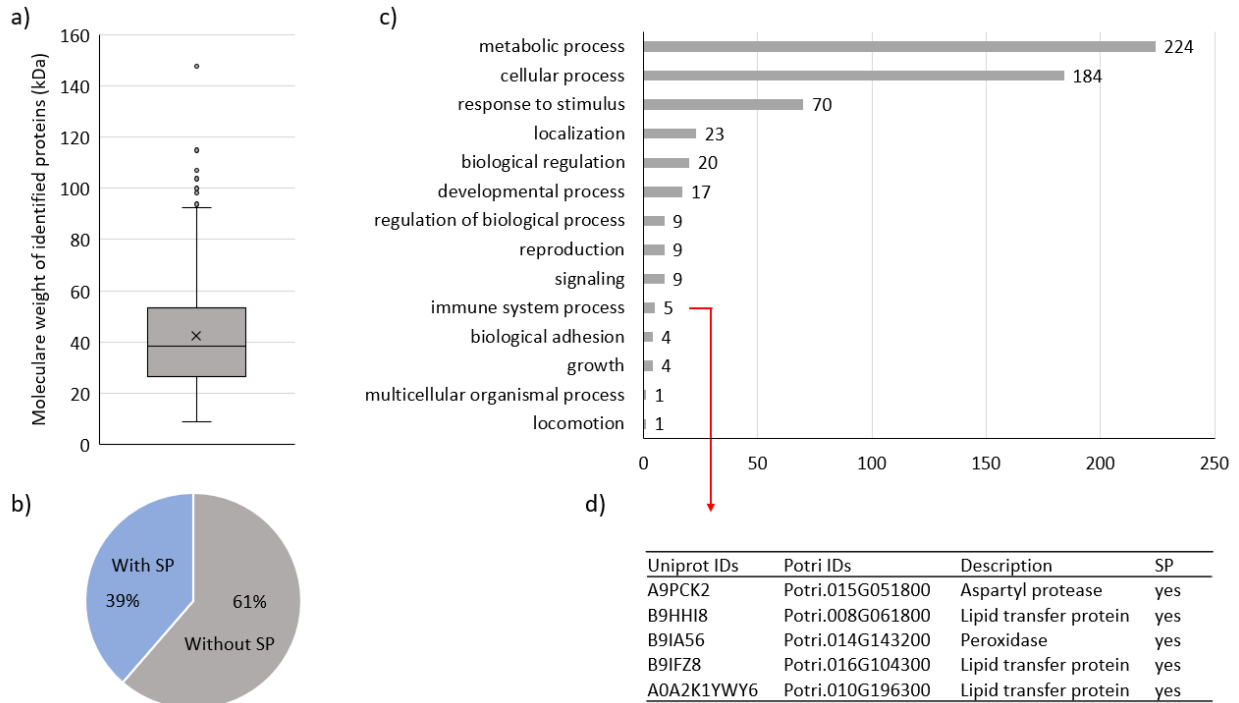 a)
Moleculare weight of identified proteins (kDa)
160
140
120
100
80
60
40
20
0
b)
With SP
39%
61%
Without SP
c)
metabolic process 224
cellular process 184
response to stimulus 70
localization 23
biological regulation 20
developmental process 17
regulation of biological process 9
reproduction 9
signaling 9
immune system process 5
biological adhesion 4
growth 4
multicellular organismal process 1
locomotion 1
0 50 100 150 200 250
d)
Uniprot IDs Potri IDs Description SP
A9PCK2 Potri.015G051800 Aspartyl protease yes
B9HHI8 Potri.008G061800 Lipid transfer protein yes
B9IA56 Potri.014G143200 Peroxidase yes
B9IFZ8 Potri.016G104300 Lipid transfer protein yes
A0A2K1YWY6 Potri.010G196300 Lipid transfer protein yes